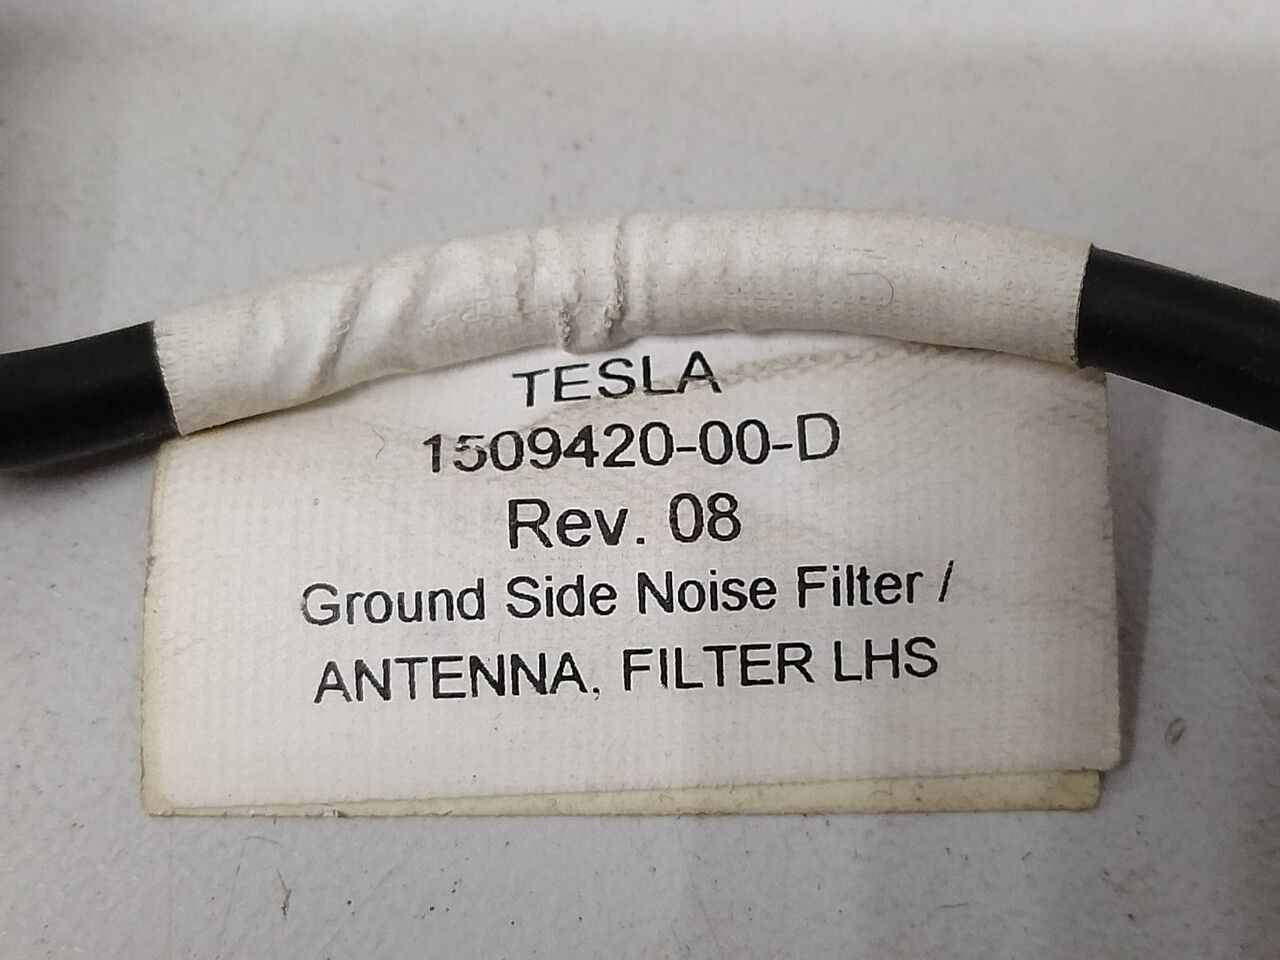 TESLA
1509420-00-D
Rev. 08
Ground Side Noise Filter /
ANTENNA, FILTER LHS